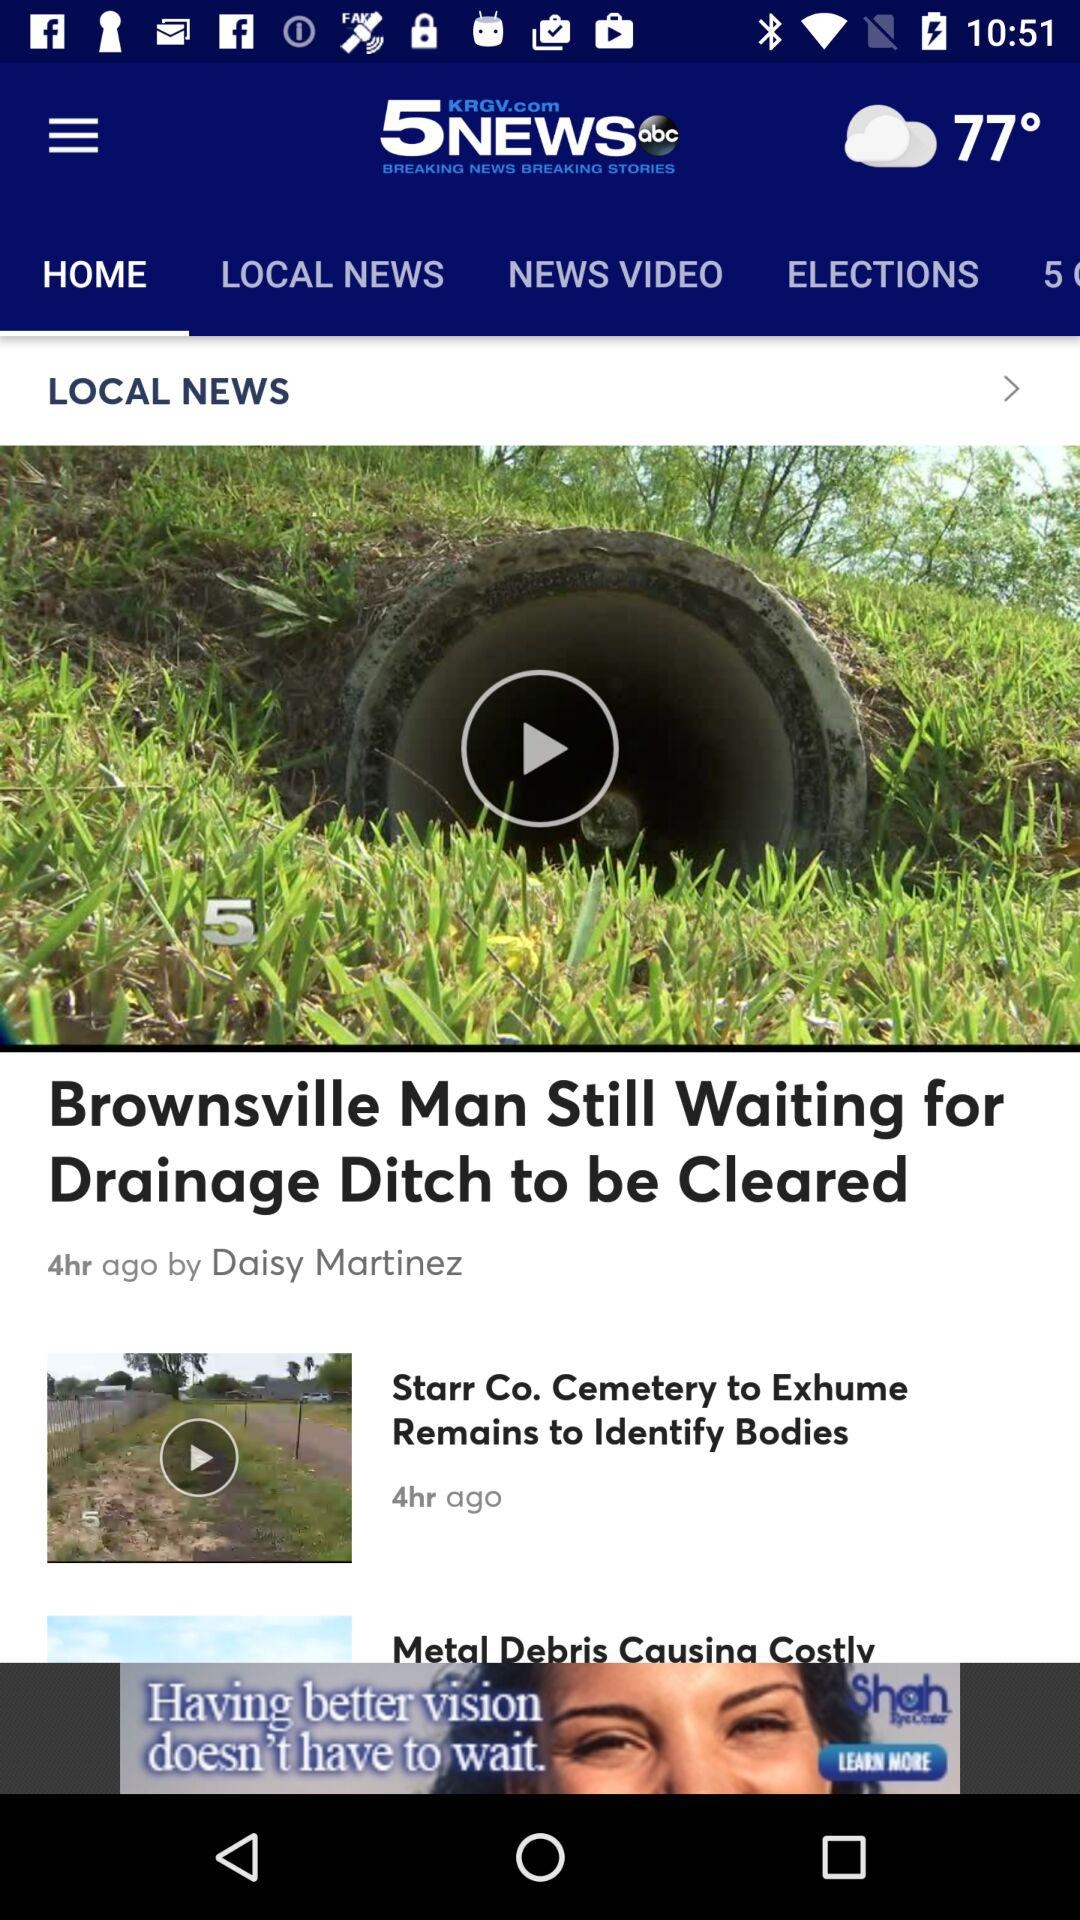 FAKE
10:51
KRGV.com
5NEWS abc
BREAKING NEWS BREAKING STORIES
77°
HOME LOCAL NEWS NEWS VIDEO ELECTIONS 5
LOCAL NEWS
5
Brownsville Man Still Waiting for
Drainage Ditch to be Cleared
4hr ago by Daisy Martinez
5
Starr Co. Cemetery to Exhume
Remains to Identify Bodies
4hr ago
Metal Debris Causing Costly
Having better vision
doesn't have to wait.
Shah
Eye Center
LEARN MORE